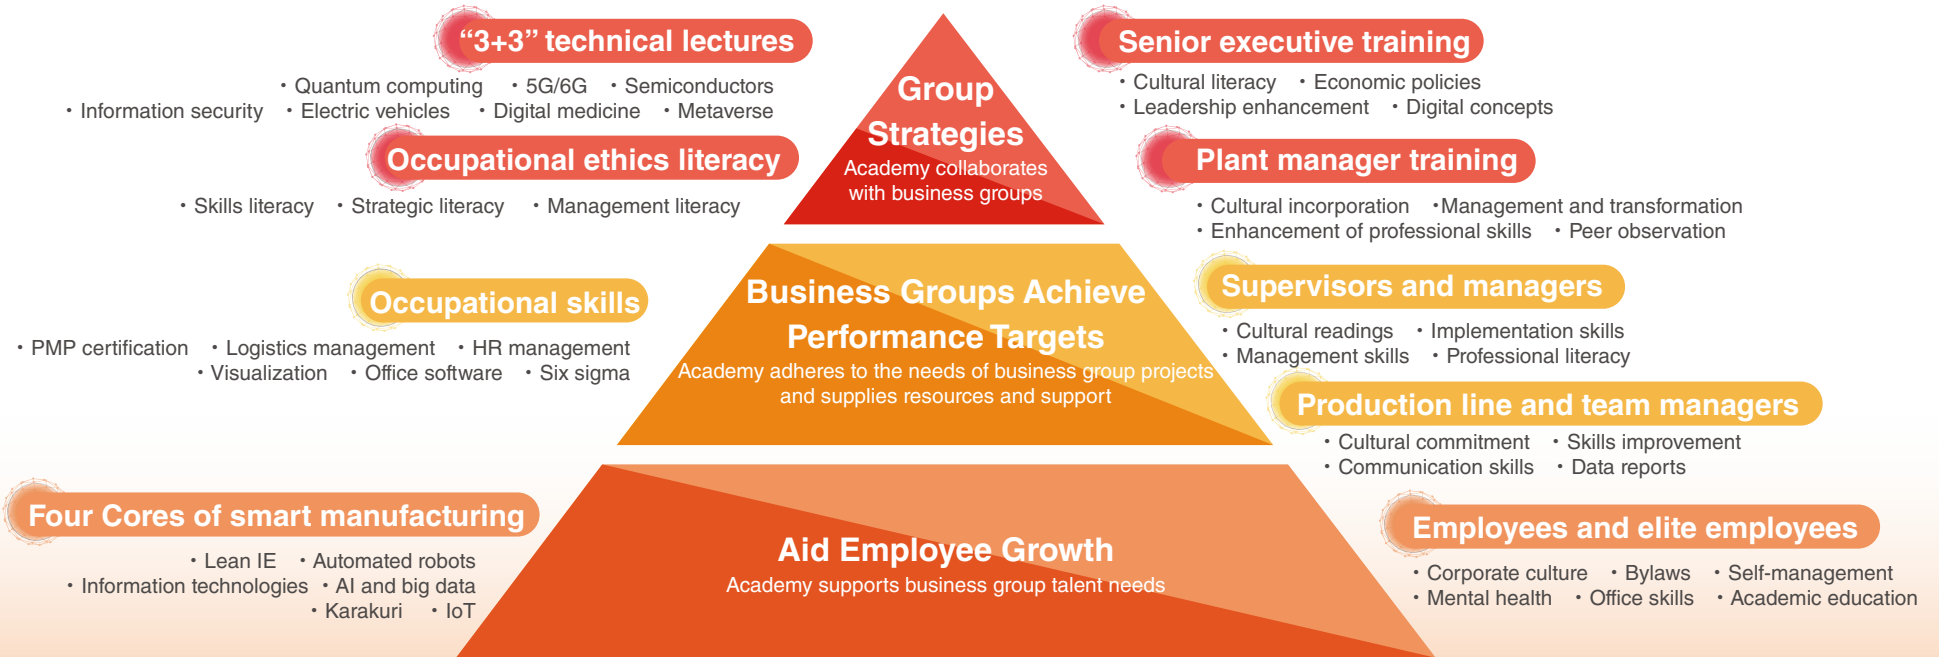 “3+3” technical lectures
• Quantum computing • 5G/6G • Semiconductors
• Information security • Electric vehicles • Digital medicine • Metaverse
Occupational ethics literacy
• Skills literacy • Strategic literacy • Management literacy
Occupational skills
• PMP certification • Logistics management • HR management
• Visualization • Office software • Six sigma
Four Cores of smart manufacturing
• Lean IE • Automated robots
• Information technologies • AI and big data
• Karakuri • IoT
Group
Strategies
Academy collaborates
with business groups
Business Groups Achieve
Performance Targets
Academy adheres to the needs of business group projects
and supplies resources and support
Aid Employee Growth
Academy supports business group talent needs
Senior executive training
• Cultural literacy • Economic policies
• Leadership enhancement • Digital concepts
Plant manager training
• Cultural incorporation •Management and transformation
• Enhancement of professional skills • Peer observation
Supervisors and managers
• Cultural readings • Implementation skills
• Management skills • Professional literacy
Production line and team managers
• Cultural commitment • Skills improvement
• Communication skills • Data reports
Employees and elite employees
• Corporate culture • Bylaws • Self-management
• Mental health • Office skills • Academic education